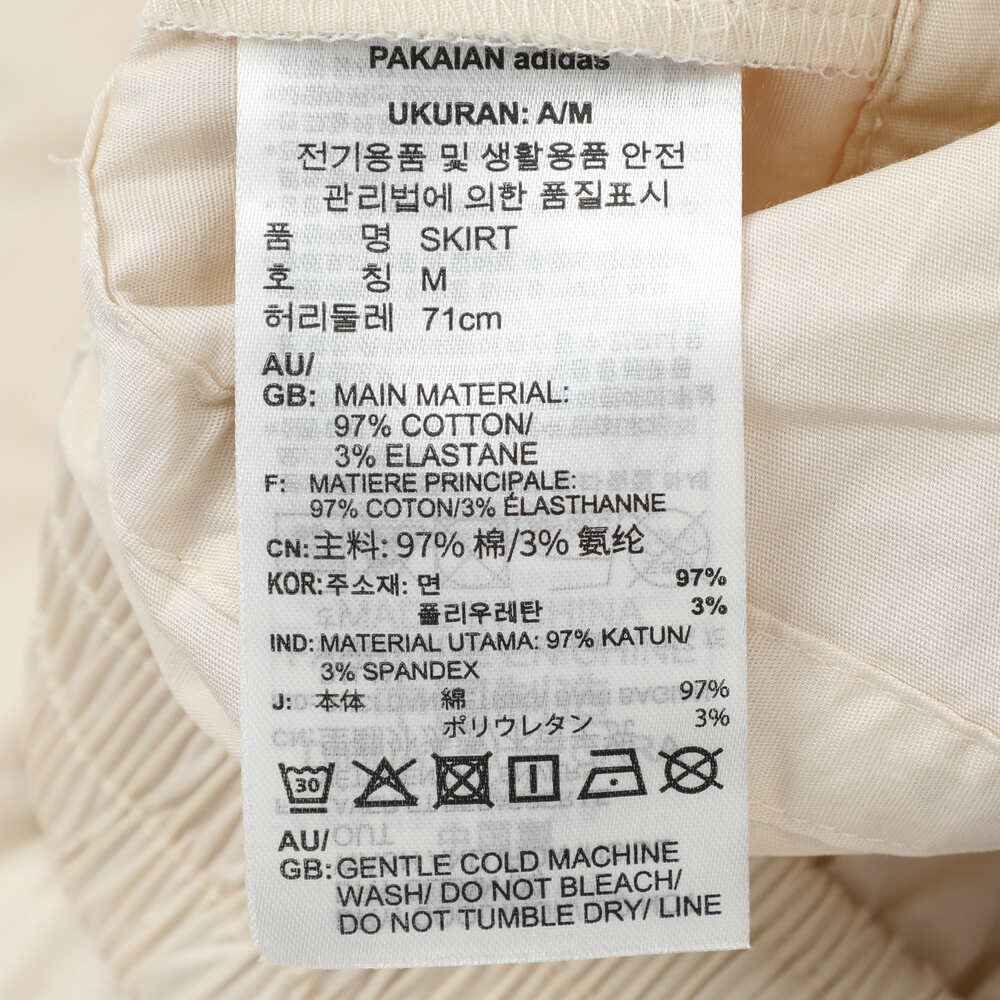 PAKAIAN adidas
UKURAN: A/M
전기용품 및 생활용품 안전
관리법에 의한 품질표시
품 명 SKIRT
호 칭 M
허리둘레 71cm
AU/
GB: MAIN MATERIAL:
97% COTTON/
3% ELASTANE
F: MATIERE PRINCIPALE:
97% COTON/3% ÉLASTHANNE
CN: 主料: 97% 棉/3% 氨纶
KOR: 주소재: 면 97%
폴리우레탄 3%
IND: MATERIAL UTAMA: 97% KATUN/
3% SPANDEX
J: 本体 綿 97%
ポリウレタン 3%
30
AU/
GB: GENTLE COLD MACHINE
WASH/ DO NOT BLEACH/
DO NOT TUMBLE DRY/ LINE